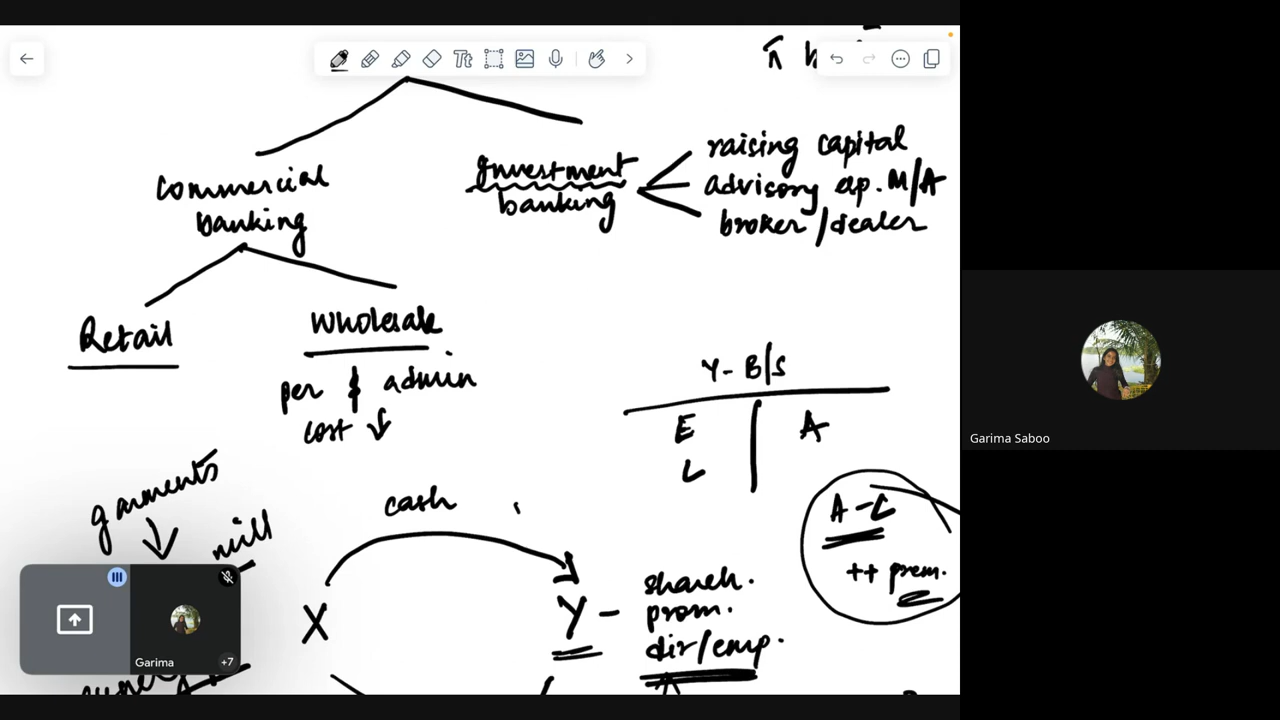 Commercial
banking
Investment
banking
raising capital
advisory
M/A
broker/dealer
Retail
Wholesale
per admin
cost ↓
Y- B/S
E A
L
garments
mill
cash
A - L
++ prem.
X
Y - shareh.
prom.
dir/emp.
Tt
Garima
+7
Garima Saboo